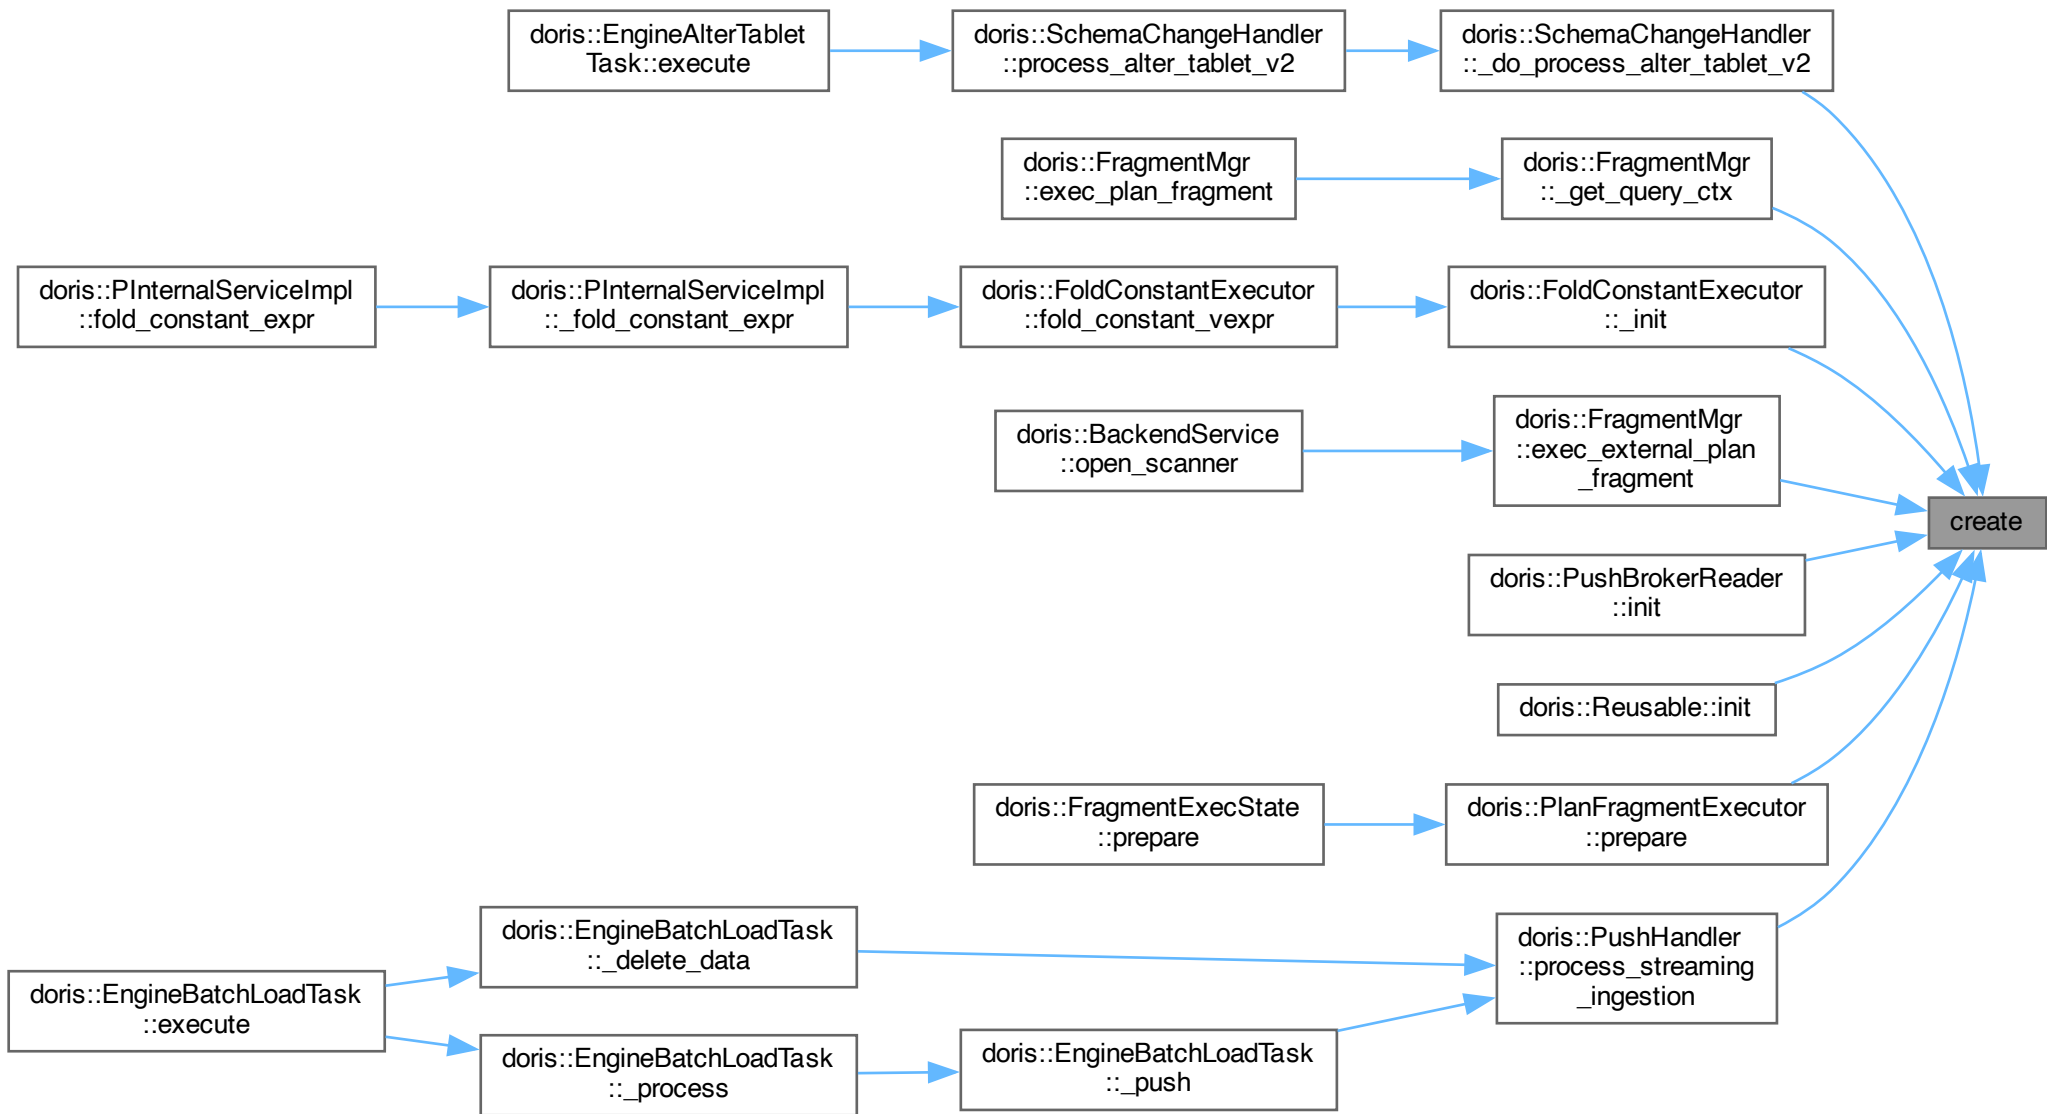 doris::EngineAlterTablet
Task::execute
doris::SchemaChangeHandler
::process_alter_tablet_v2
doris::SchemaChangeHandler
::_do_process_alter_tablet_v2
doris::FragmentMgr
::exec_plan_fragment
doris::FragmentMgr
::_get_query_ctx
doris::PInternalServiceImpl
::fold_constant_expr
doris::PInternalServiceImpl
::_fold_constant_expr
doris::FoldConstantExecutor
::fold_constant_vexpr
doris::FoldConstantExecutor
::_init
doris::BackendService
::open_scanner
doris::FragmentMgr
::exec_external_plan
_fragment
create
doris::PushBrokerReader
::init
doris::Reusable::init
doris::FragmentExecState
::prepare
doris::PlanFragmentExecutor
::prepare
doris::EngineBatchLoadTask
::execute
doris::EngineBatchLoadTask
::_delete_data
doris::PushHandler
::process_streaming
_ingestion
doris::EngineBatchLoadTask
::_process
doris::EngineBatchLoadTask
::_push